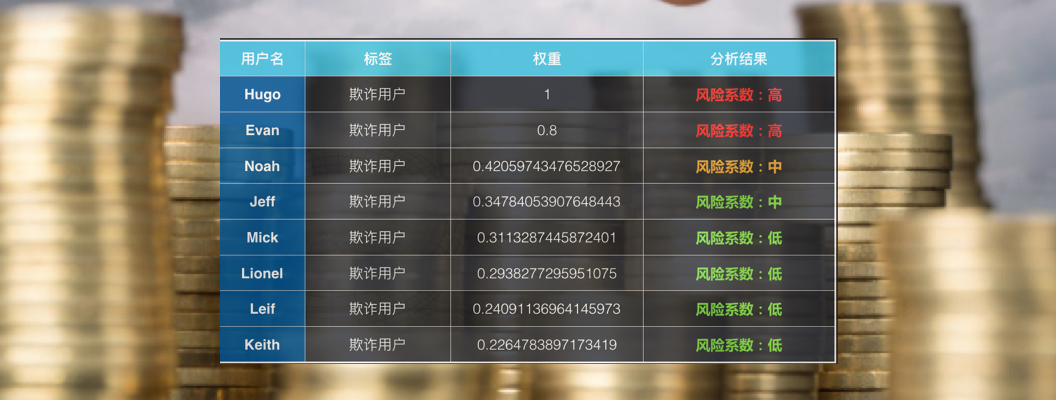 用户名 标签 权重 分析结果
Hugo 欺诈用户 1 风险系数：高
Evan 欺诈用户 0.8 风险系数：高
Noah 欺诈用户 0.42059743476528927 风险系数：中
Jeff 欺诈用户 0.34784053907648443 风险系数：中
Mick 欺诈用户 0.3113287445872401 风险系数：低
Lionel 欺诈用户 0.2938277295951075 风险系数：低
Leif 欺诈用户 0.24091136964145973 风险系数：低
Keith 欺诈用户 0.2264783897173419 风险系数：低